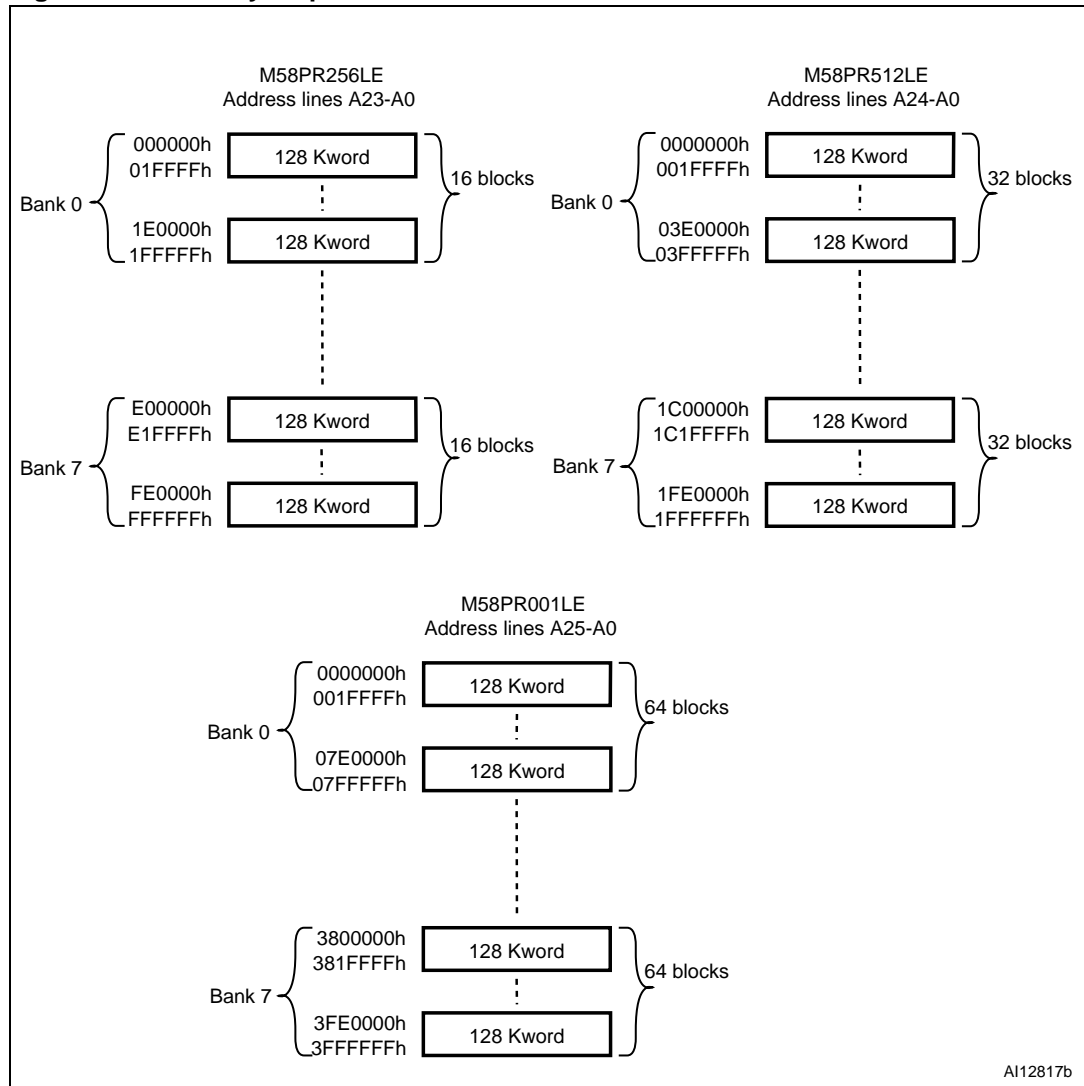 M58PR256LE
Address lines A23-A0
000000h
01FFFFh
128 Kword
16 blocks
Bank 0
1E0000h
1FFFFFh
128 Kword
E00000h
E1FFFFh
128 Kword
16 blocks
Bank 7
FE0000h
FFFFFFh
128 Kword
M58PR512LE
Address lines A24-A0
0000000h
001FFFFh
128 Kword
32 blocks
Bank 0
03E0000h
03FFFFFh
128 Kword
1C00000h
1C1FFFFh
128 Kword
32 blocks
Bank 7
1FE0000h
1FFFFFFh
128 Kword
M58PR001LE
Address lines A25-A0
0000000h
001FFFFh
128 Kword
64 blocks
Bank 0
07E0000h
07FFFFFh
128 Kword
3800000h
381FFFFh
128 Kword
64 blocks
Bank 7
3FE0000h
3FFFFFFh
128 Kword
AI12817b